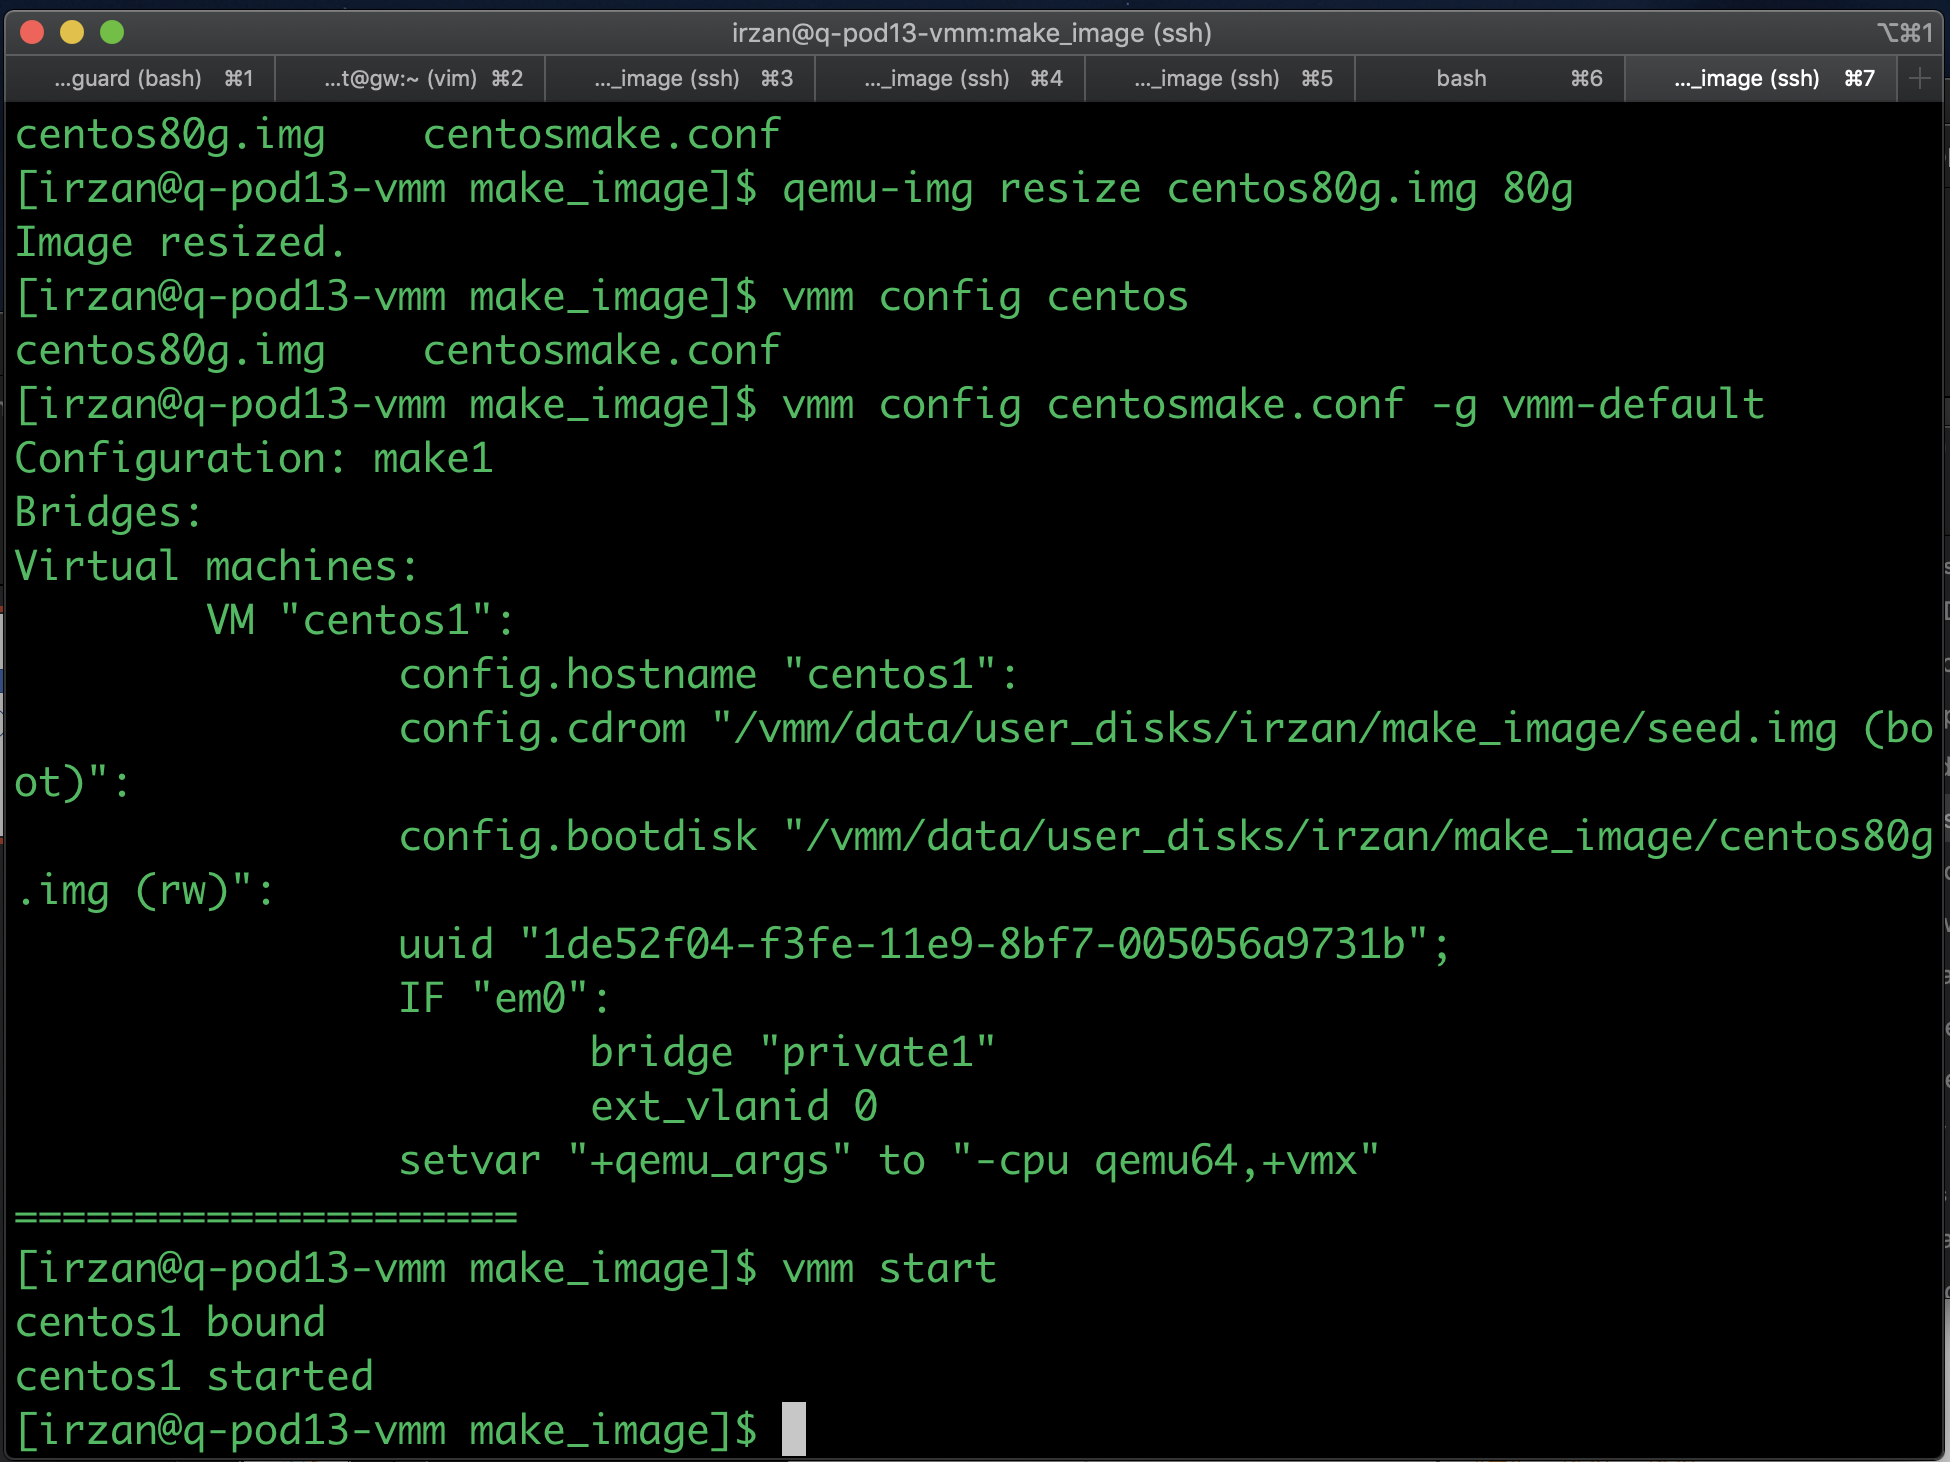 irzan@q-pod13-vmm:make_image (ssh) ⌥⌘1
...guard (bash) ⌘1 ...t@gw:~ (vim) ⌘2 ..._image (ssh) ⌘3 ..._image (ssh) ⌘4 ..._image (ssh) ⌘5 bash ⌘6 ..._image (ssh) ⌘7
centos80g.img    centosmake.conf
[irzan@q-pod13-vmm make_image]$ qemu-img resize centos80g.img 80g
Image resized.
[irzan@q-pod13-vmm make_image]$ vmm config centos
centos80g.img    centosmake.conf
[irzan@q-pod13-vmm make_image]$ vmm config centosmake.conf -g vmm-default
Configuration: make1
Bridges:
Virtual machines:
        VM "centos1":
                config.hostname "centos1":
                config.cdrom "/vmm/data/user_disks/irzan/make_image/seed.img (bo
ot)":
                config.bootdisk "/vmm/data/user_disks/irzan/make_image/centos80g
.img (rw)":
                uuid "1de52f04-f3fe-11e9-8bf7-005056a9731b";
                IF "em0":
                        bridge "private1"
                        ext_vlanid 0
                setvar "+qemu_args" to "-cpu qemu64,+vmx"
=====================
[irzan@q-pod13-vmm make_image]$ vmm start
centos1 bound
centos1 started
[irzan@q-pod13-vmm make_image]$